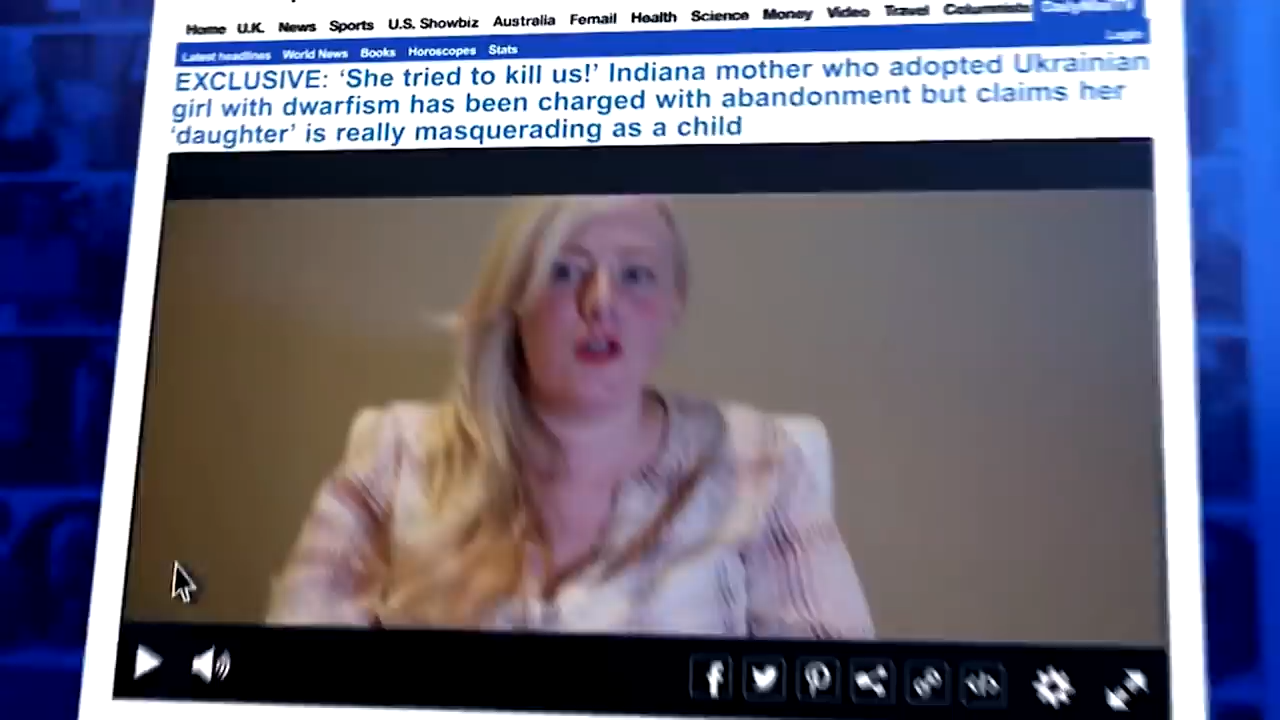 Home U.K. News Sports U.S. Showbiz Australia Femail Health Science Money Video Travel Columnists
Login
Latest headlines World News Books Horoscopes Stats
EXCLUSIVE: ‘She tried to kill us!’ Indiana mother who adopted Ukrainian
girl with dwarfism has been charged with abandonment but claims her
‘daughter’ is really masquerading as a child